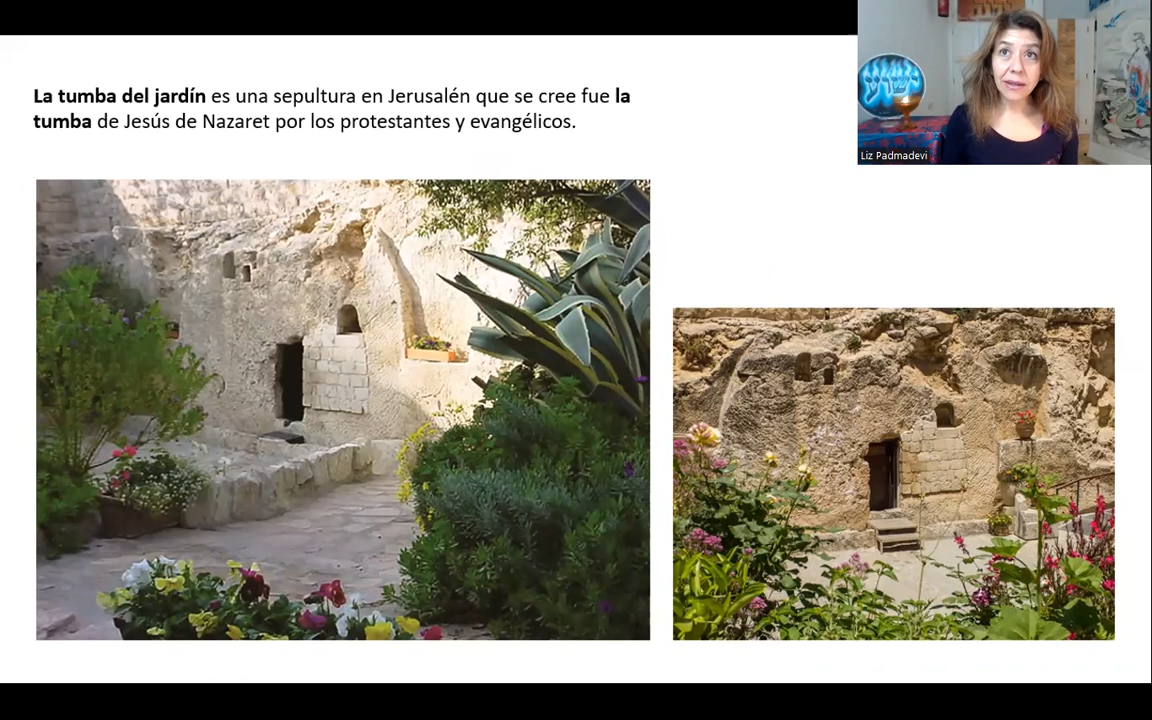 La tumba del jardín es una sepultura en Jerusalén que se cree fue la
tumba de Jesús de Nazaret por los protestantes y evangélicos.
Liz Padmadevi